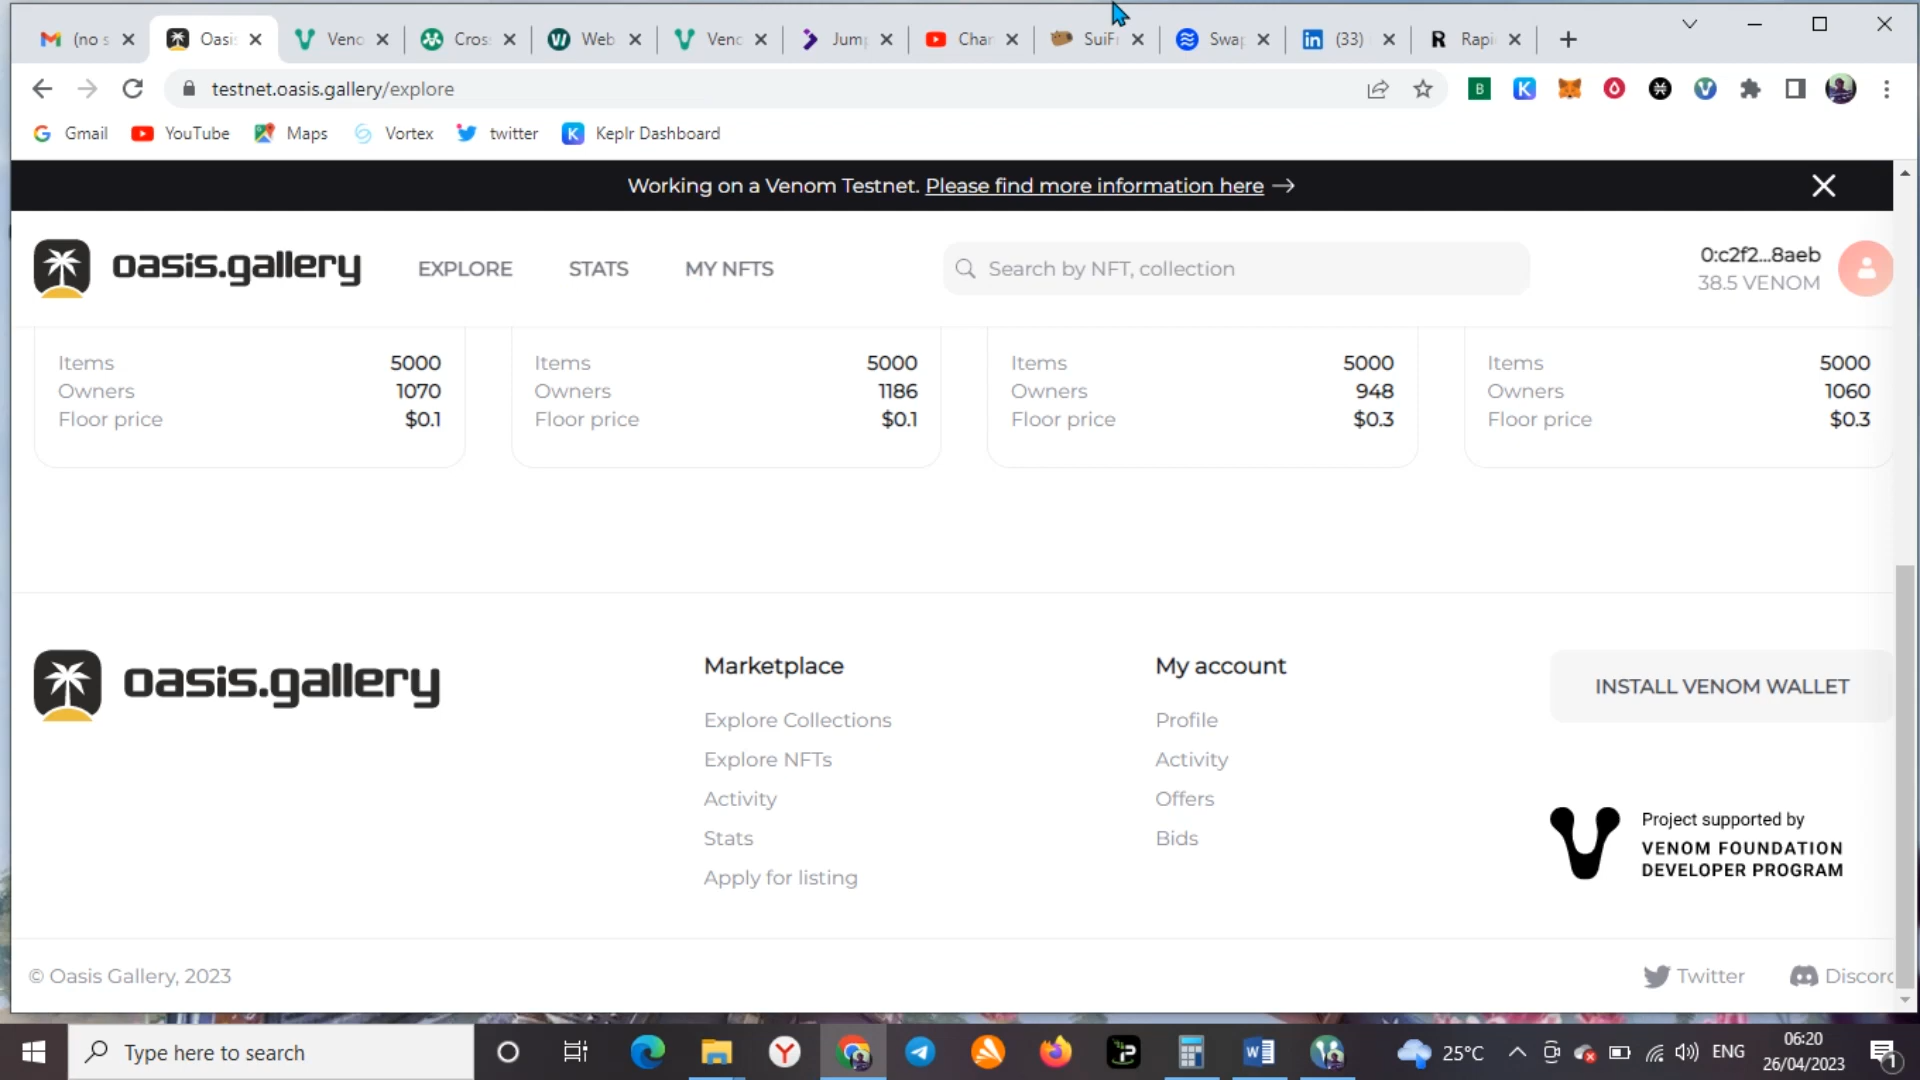 (no s
Oasi
Veno
Cros
Web
Venc
Jum
Char
SuiF
Swap
(33)
Rapi
testnet.oasis.gallery/explore
Gmail YouTube Maps Vortex twitter Keplr Dashboard
Working on a Venom Testnet. Please find more information here →
oasis.gallery EXPLORE STATS MY NFTS Search by NFT, collection 0:c2f2...8aeb
38.5 VENOM
Items 5000 Items 5000 Items 5000 Items 5000
Owners 1070 Owners 1186 Owners 948 Owners 1060
Floor price $0.1 Floor price $0.1 Floor price $0.3 Floor price $0.3
oasis.gallery
Marketplace
Explore Collections
Explore NFTs
Activity
Stats
Apply for listing
My account
Profile
Activity
Offers
Bids
INSTALL VENOM WALLET
Project supported by
VENOM FOUNDATION
DEVELOPER PROGRAM
© Oasis Gallery, 2023 Twitter Discord
Type here to search 25°C ENG 06:20
26/04/2023
1